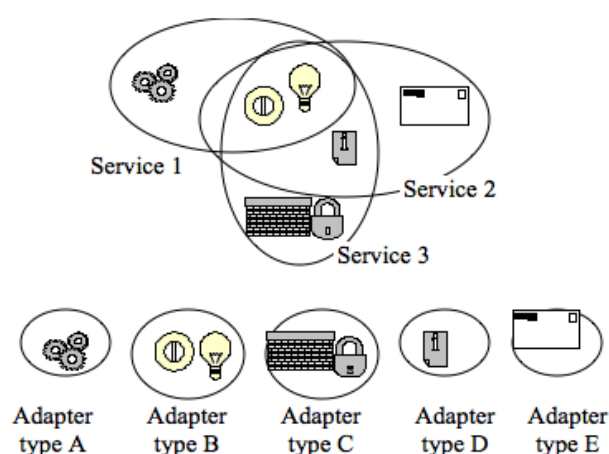 Service 1
Service 2
Service 3
i
i
Adapter Adapter Adapter Adapter Adapter
type A type B type C type D type E